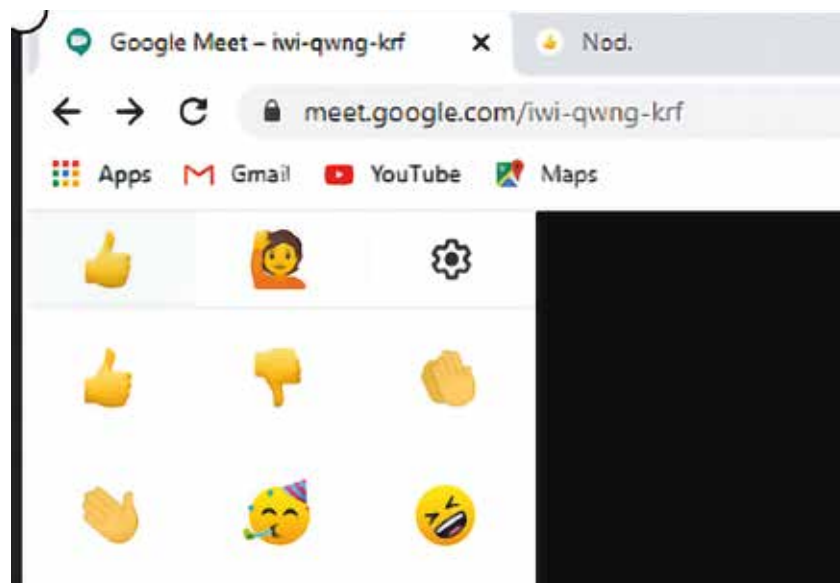 Google Meet – iwi-qwng-krf Nod.
meet.google.com/iwi-qwng-krf
Apps Gmail YouTube Maps